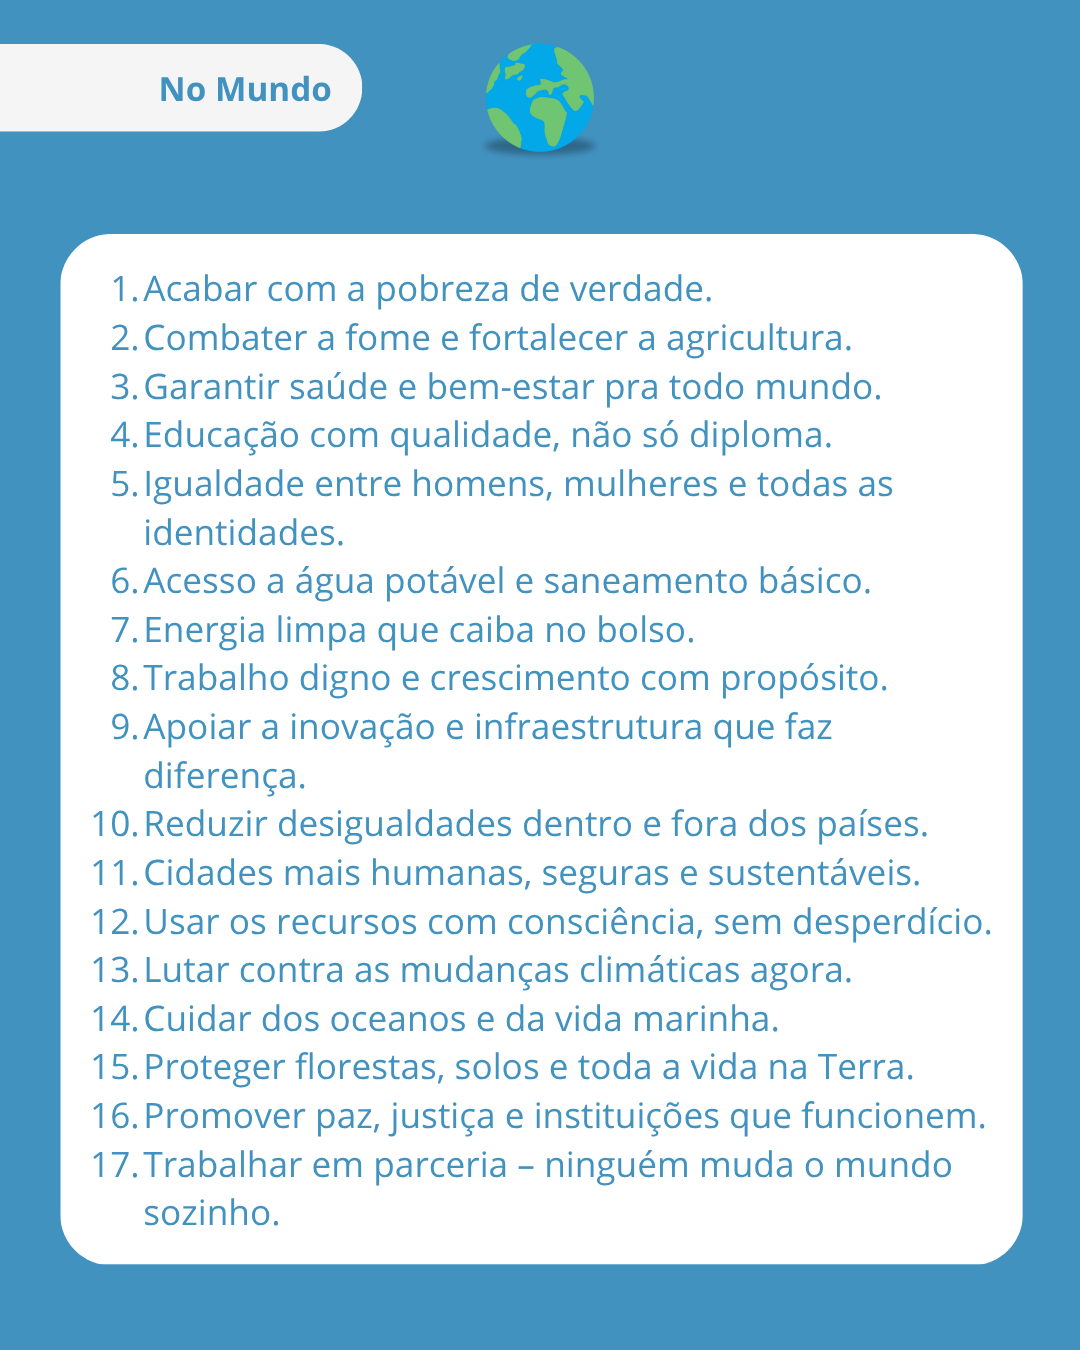 No Mundo
1. Acabar com a pobreza de verdade.
2. Combater a fome e fortalecer a agricultura.
3. Garantir saúde e bem-estar pra todo mundo.
4. Educação com qualidade, não só diploma.
5. Igualdade entre homens, mulheres e todas as
identidades.
6. Acesso a água potável e saneamento básico.
7. Energia limpa que caiba no bolso.
8. Trabalho digno e crescimento com propósito.
9. Apoiar a inovação e infraestrutura que faz
diferença.
10. Reduzir desigualdades dentro e fora dos países.
11. Cidades mais humanas, seguras e sustentáveis.
12. Usar os recursos com consciência, sem desperdício.
13. Lutar contra as mudanças climáticas agora.
14. Cuidar dos oceanos e da vida marinha.
15. Proteger florestas, solos e toda a vida na Terra.
16. Promover paz, justiça e instituições que funcionem.
17. Trabalhar em parceria – ninguém muda o mundo
sozinho.